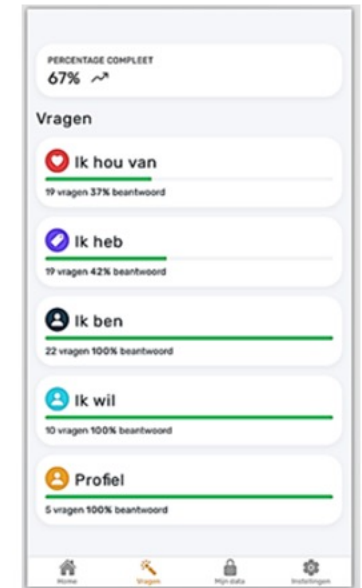 PERCENTAGE COMPLEET
67%
Vragen
Ik hou van
19 vragen 37% beantwoord
Ik heb
19 vragen 42% beantwoord
Ik ben
22 vragen 100% beantwoord
Ik wil
10 vragen 100% beantwoord
Profiel
5 vragen 100% beantwoord
Home Vragen Mijn data Instellingen